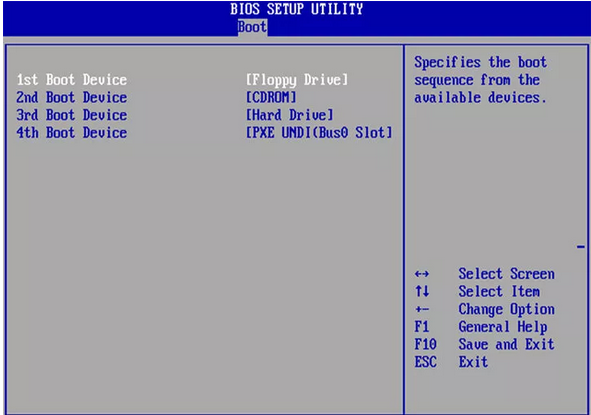 BIOS SETUP UTILITY
Boot
1st Boot Device [Floppy Drive]
2nd Boot Device [CDROM]
3rd Boot Device [Hard Drive]
4th Boot Device [PXE UNDI(Bus0 Slot]
Specifies the boot
sequence from the
available devices.
↔ Select Screen
↑↓ Select Item
+- Change Option
F1 General Help
F10 Save and Exit
ESC Exit